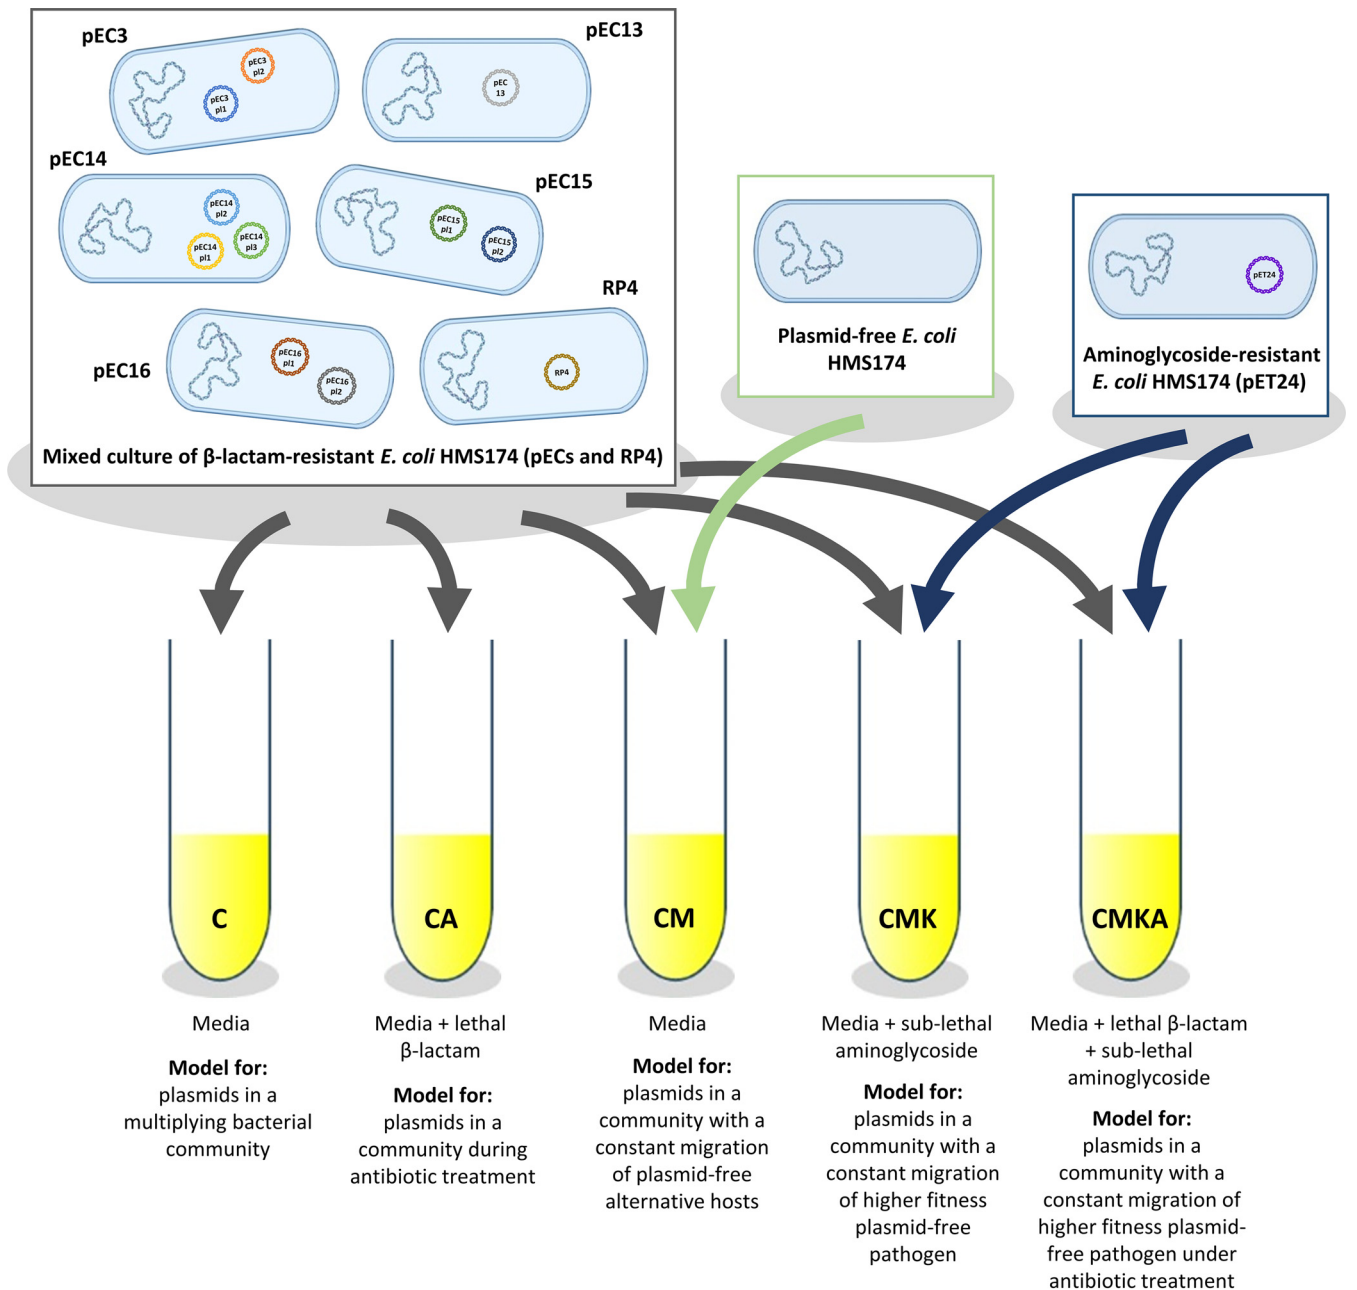 pEC3
pEC3
pl2
pEC3
pl1
pEC13
pEC
13
pEC14
pEC14
pl2
pEC14
pl1
pEC14
pl3
pEC15
pEC15
pl1
pEC15
pl2
pEC16
pEC16
pl1
pEC16
pl2
RP4
RP4
Mixed culture of β-lactam-resistant E. coli HMS174 (pECs and RP4)
Plasmid-free E. coli
HMS174
pET24
Aminoglycoside-resistant
E. coli HMS174 (pET24)
C
CA
CM
CMK
CMKA
Media
Model for:
plasmids in a
multiplying bacterial
community
Media + lethal
β-lactam
Model for:
plasmids in a
community during
antibiotic treatment
Media
Model for:
plasmids in a
community with a
constant migration
of plasmid-free
alternative hosts
Media + sub-lethal
aminoglycoside
Model for:
plasmids in a
community with a
constant migration
of higher fitness
plasmid-free
pathogen
Media + lethal β-lactam
+ sub-lethal
aminoglycoside
Model for:
plasmids in a
community with a
constant migration of
higher fitness plasmid-
free pathogen under
antibiotic treatment